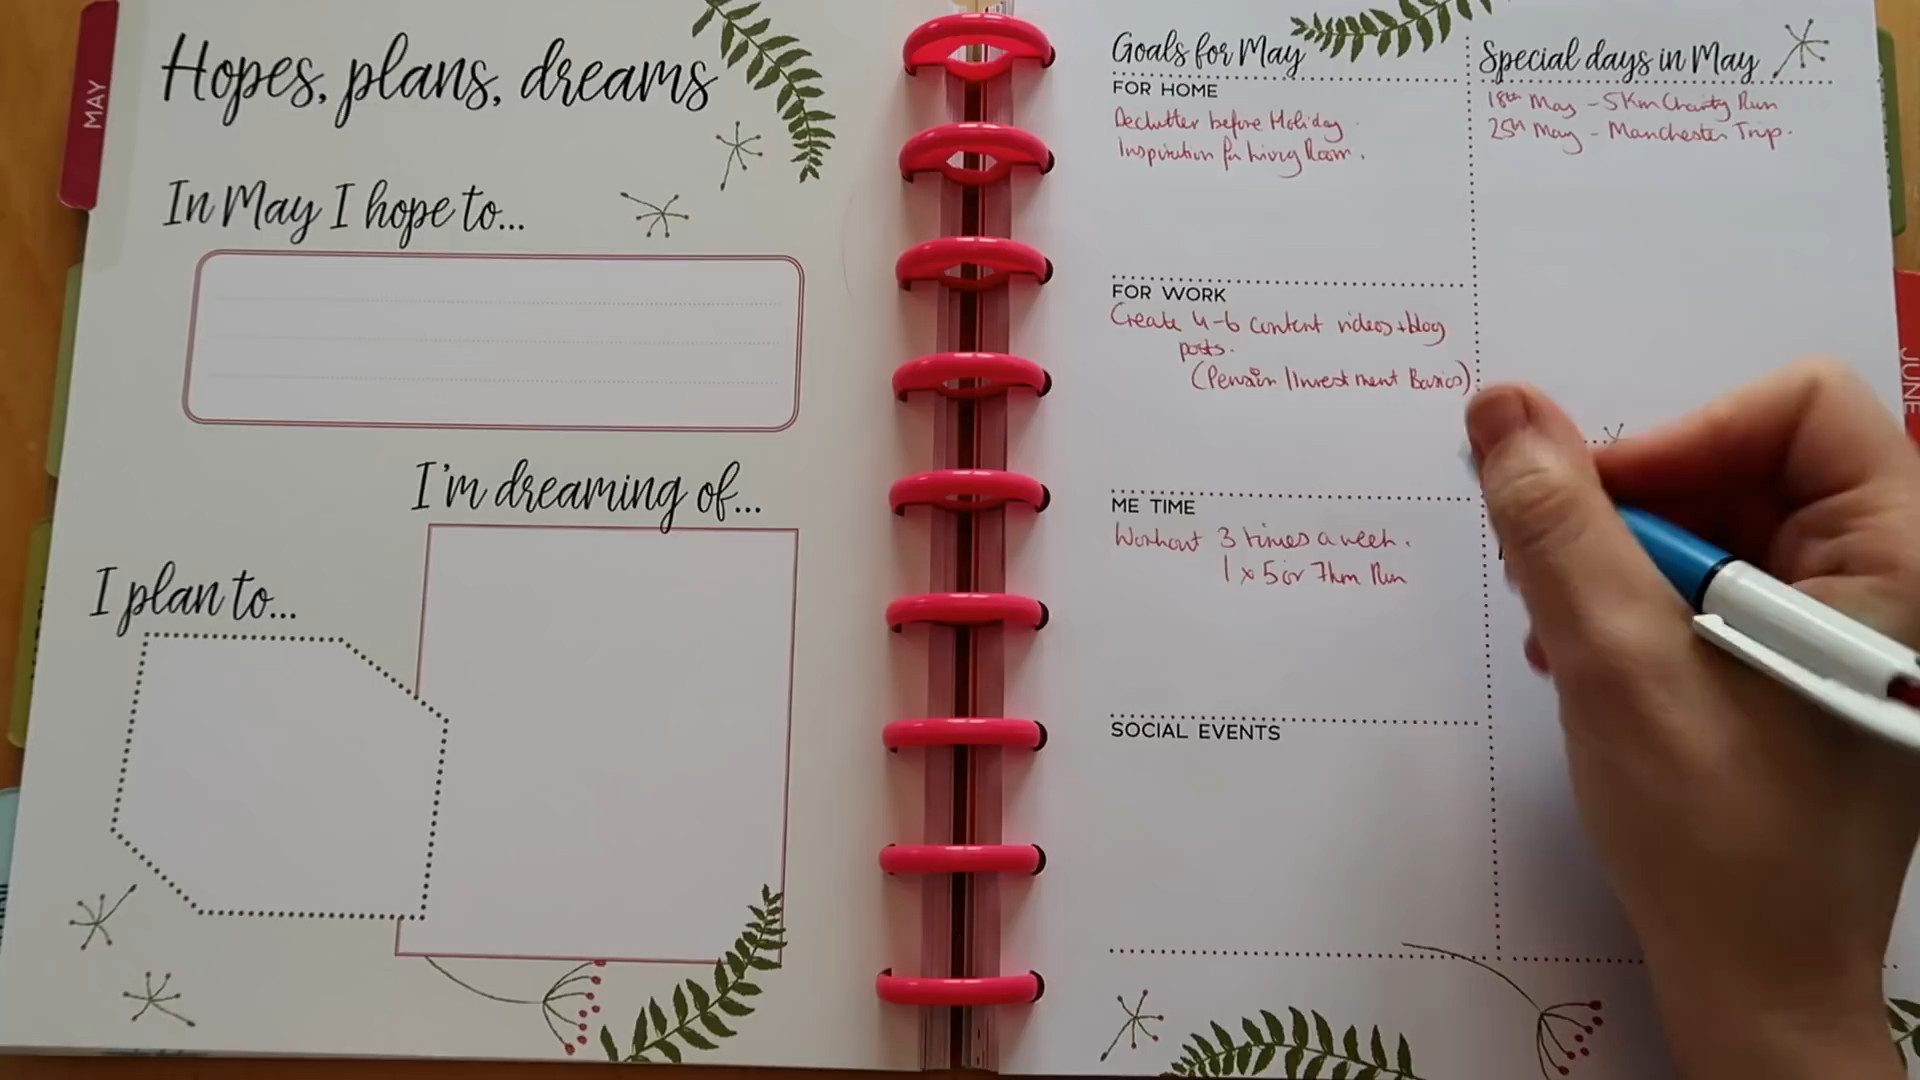 MAY
Hopes, plans, dreams
In May I hope to...
I'm dreaming of...
I plan to...
Goals for May
FOR HOME
Declutter before Holiday
Inspiration for Living Room.
FOR WORK
Create 4-6 content videos + blog
posts.
(Pension / Investment Basics)
ME TIME
Workout 3 times a week.
1 x 5 or 7km Run
SOCIAL EVENTS
Special days in May
18th May - 5Km Charity Run
25th May - Manchester Trip.
JUNE